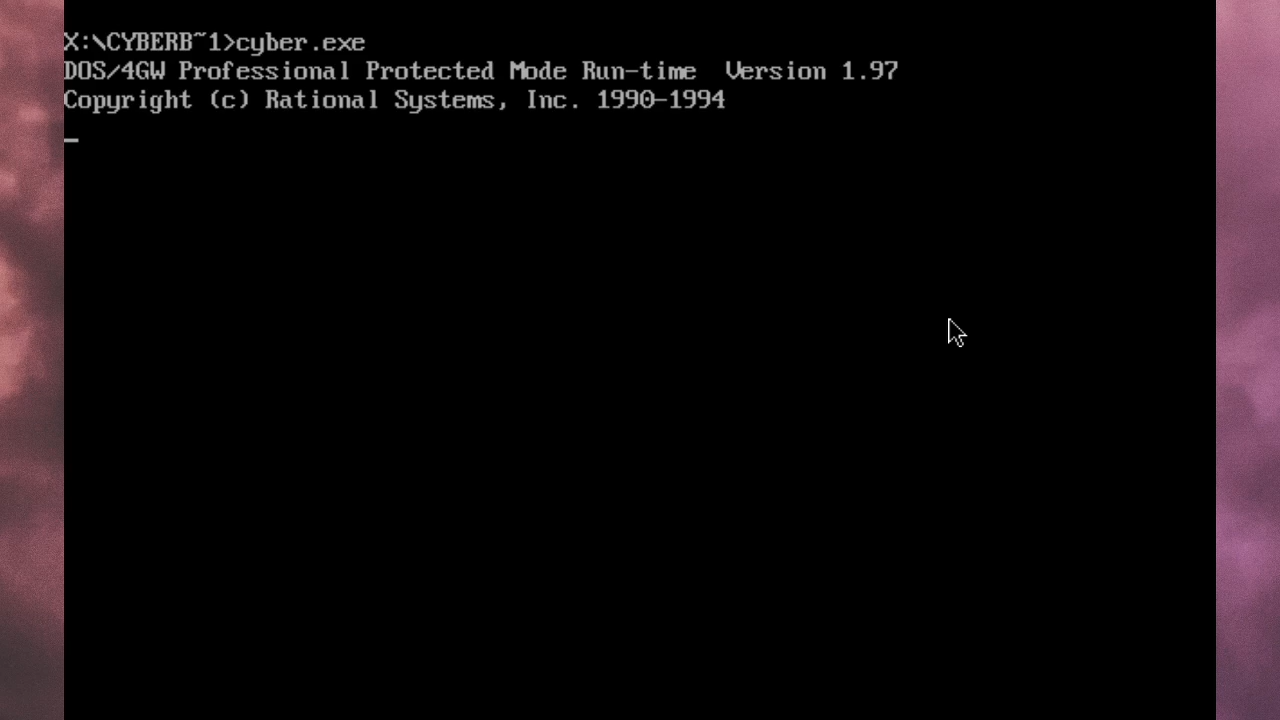 X:\CYBERB~1>cyber.exe
DOS/4GW Professional Protected Mode Run-time  Version 1.97
Copyright (c) Rational Systems, Inc. 1990-1994